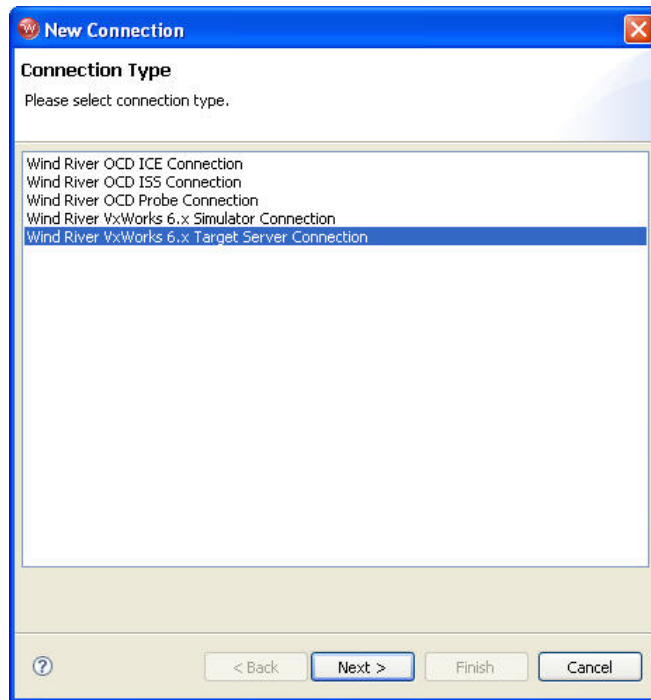 New Connection
Connection Type
Please select connection type.
Wind River OCD ICE Connection
Wind River OCD ISS Connection
Wind River OCD Probe Connection
Wind River VxWorks 6.x Simulator Connection
Wind River VxWorks 6.x Target Server Connection
? < Back Next > Finish Cancel